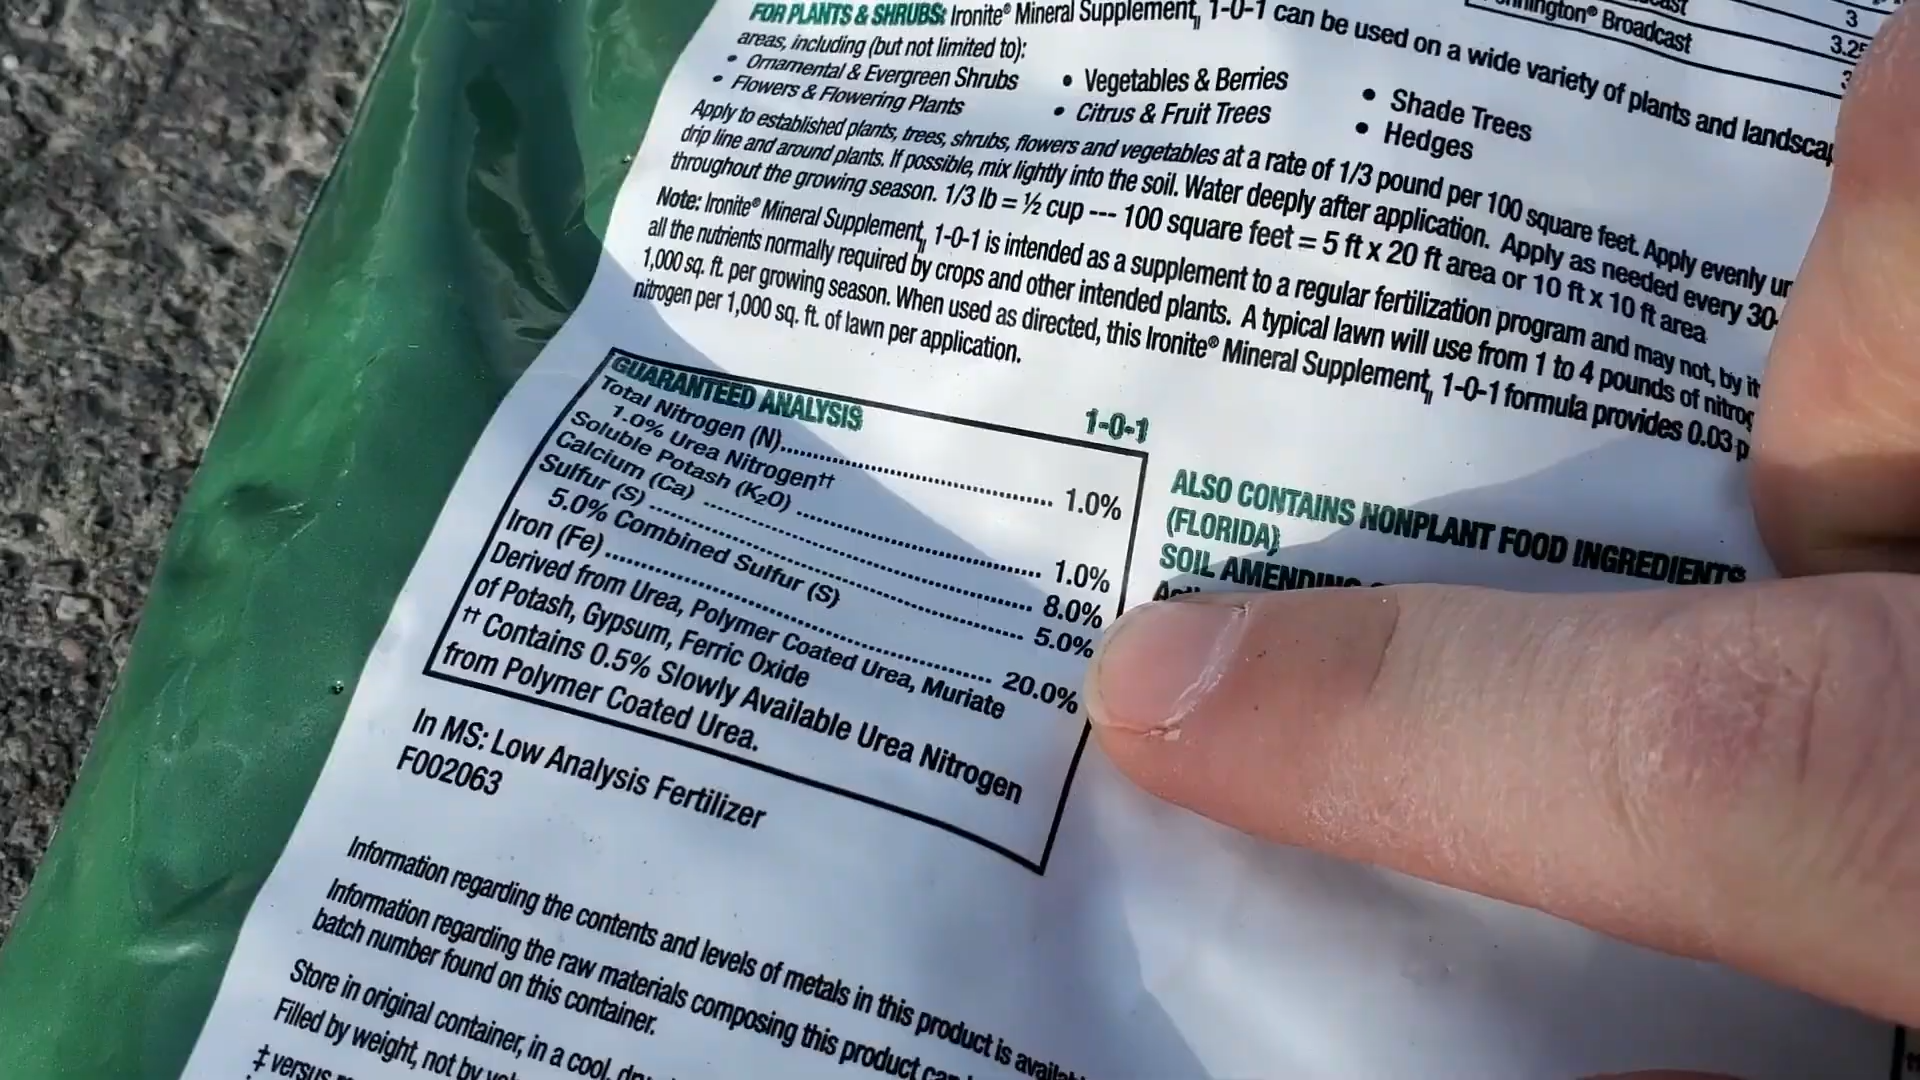 FOR PLANTS & SHRUBS: Ironite® Mineral Supplement, 1-0-1 can be used on a wide variety of plants and
areas, including (but not limited to):
• Ornamental & Evergreen Shrubs • Vegetables & Berries • Shade Trees
• Flowers & Flowering Plants • Citrus & Fruit Trees • Hedges
Apply to established plants, trees, shrubs, flowers and vegetables at a rate of 1/3 pound per 100 square feet. Apply evenly
drip line and around plants. If possible, mix lightly into the soil. Water deeply after application. Apply as needed every 30-
throughout the growing season. 1/3 lb = ½ cup --- 100 square feet = 5 ft x 20 ft area or 10 ft x 10 ft area
Note: Ironite® Mineral Supplement, 1-0-1 is intended as a supplement to a regular fertilization program and may not, by
all the nutrients normally required by crops and other intended plants. A typical lawn will use from 1 to 4 pounds of
1,000 sq. ft. per growing season. When used as directed, this Ironite® Mineral Supplement, 1-0-1 formula provides 0.03
nitrogen per 1,000 sq. ft. of lawn per application.
Broadcast
3
GUARANTEED ANALYSIS 1-0-1
Total Nitrogen (N) 1.0%
1.0% Urea Nitrogen††
Soluble Potash (K₂O) 1.0%
Calcium (Ca) 8.0%
Sulfur (S) 5.0%
5.0% Combined Sulfur (S)
Iron (Fe) 20.0%
Derived from Urea, Polymer Coated Urea, Muriate
of Potash, Gypsum, Ferric Oxide
†† Contains 0.5% Slowly Available Urea Nitrogen
from Polymer Coated Urea.
ALSO CONTAINS NONPLANT FOOD INGREDIENTS
(FLORIDA)
SOIL AMENDING
In MS: Low Analysis Fertilizer
F002063
Information regarding the contents and levels of metals in this product is
Information regarding the raw materials composing this product
batch number found on this container.
Store in original container, in a cool,
Filled by weight, not by
‡ versus